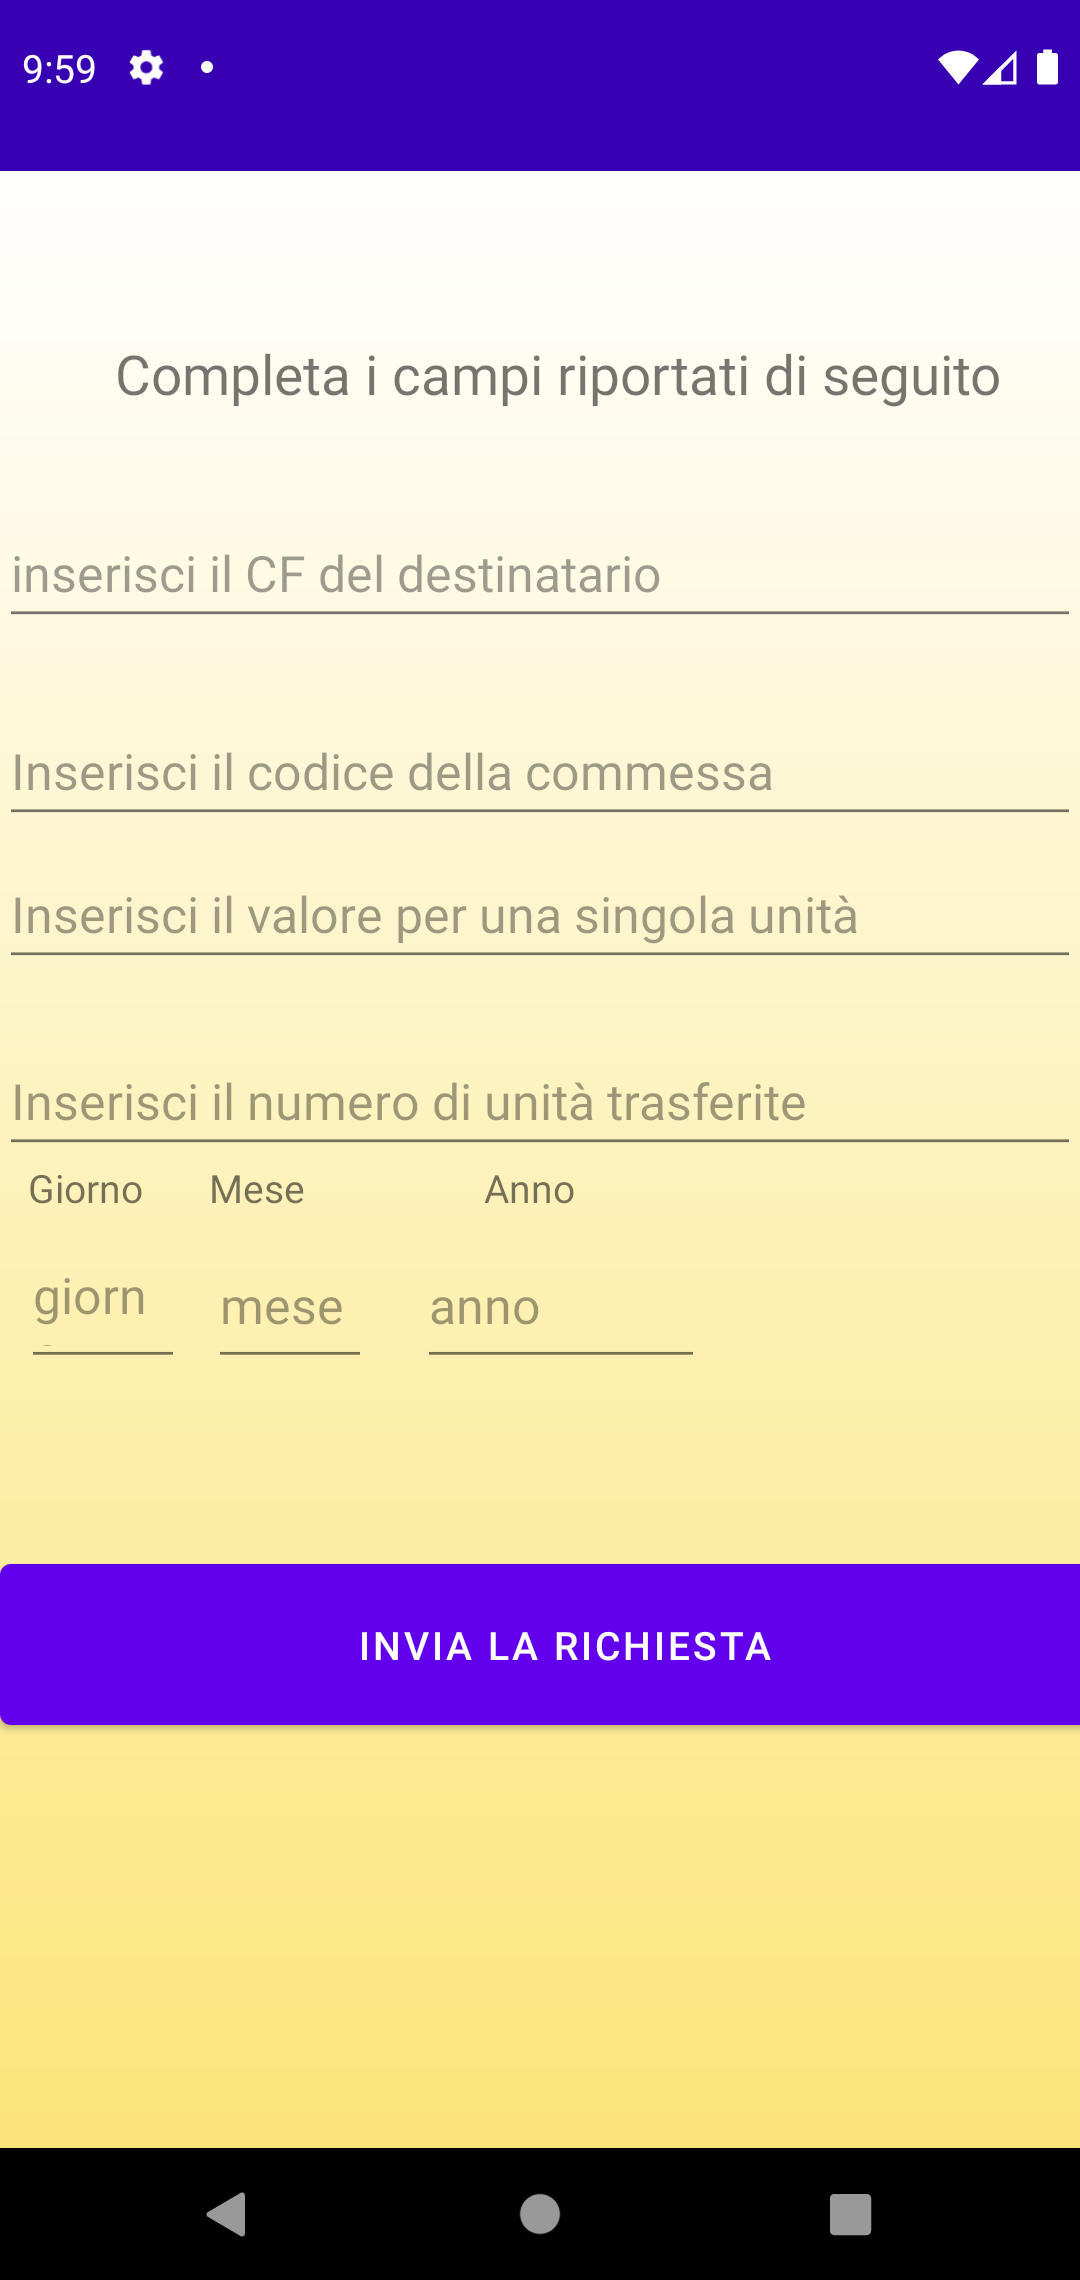 9:59
Completa i campi riportati di seguito
inserisci il CF del destinatario
Inserisci il codice della commessa
Inserisci il valore per una singola unità
Inserisci il numero di unità trasferite
Giorno Mese Anno
giorn mese anno
INVIA LA RICHIESTA